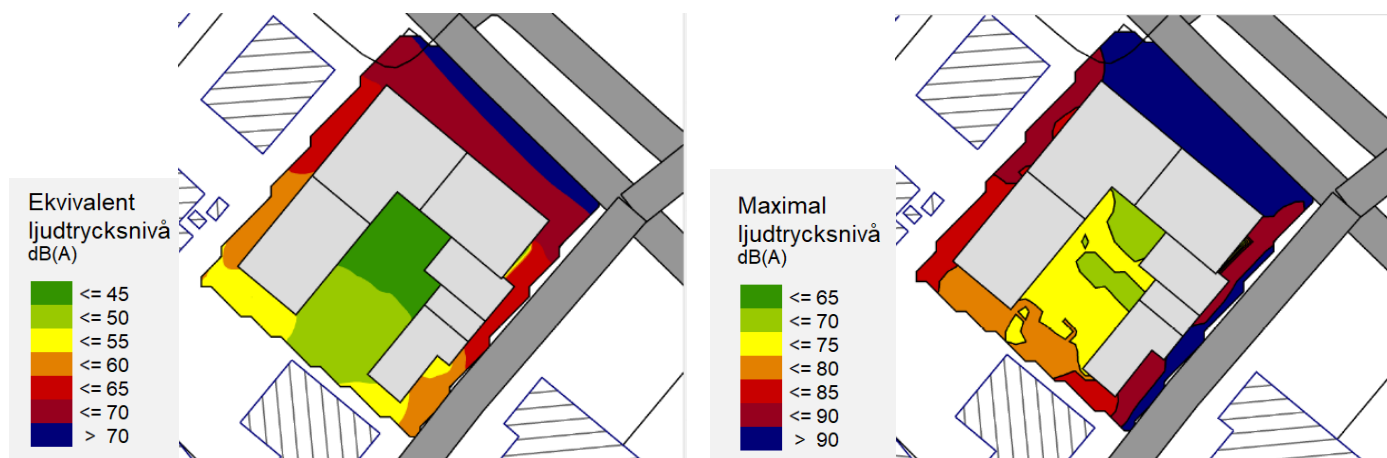 Ekvivalent
ljudtrycksnivå
dB(A)
<= 45
<= 50
<= 55
<= 60
<= 65
<= 70
> 70
Maximal
ljudtrycksnivå
dB(A)
<= 65
<= 70
<= 75
<= 80
<= 85
<= 90
> 90